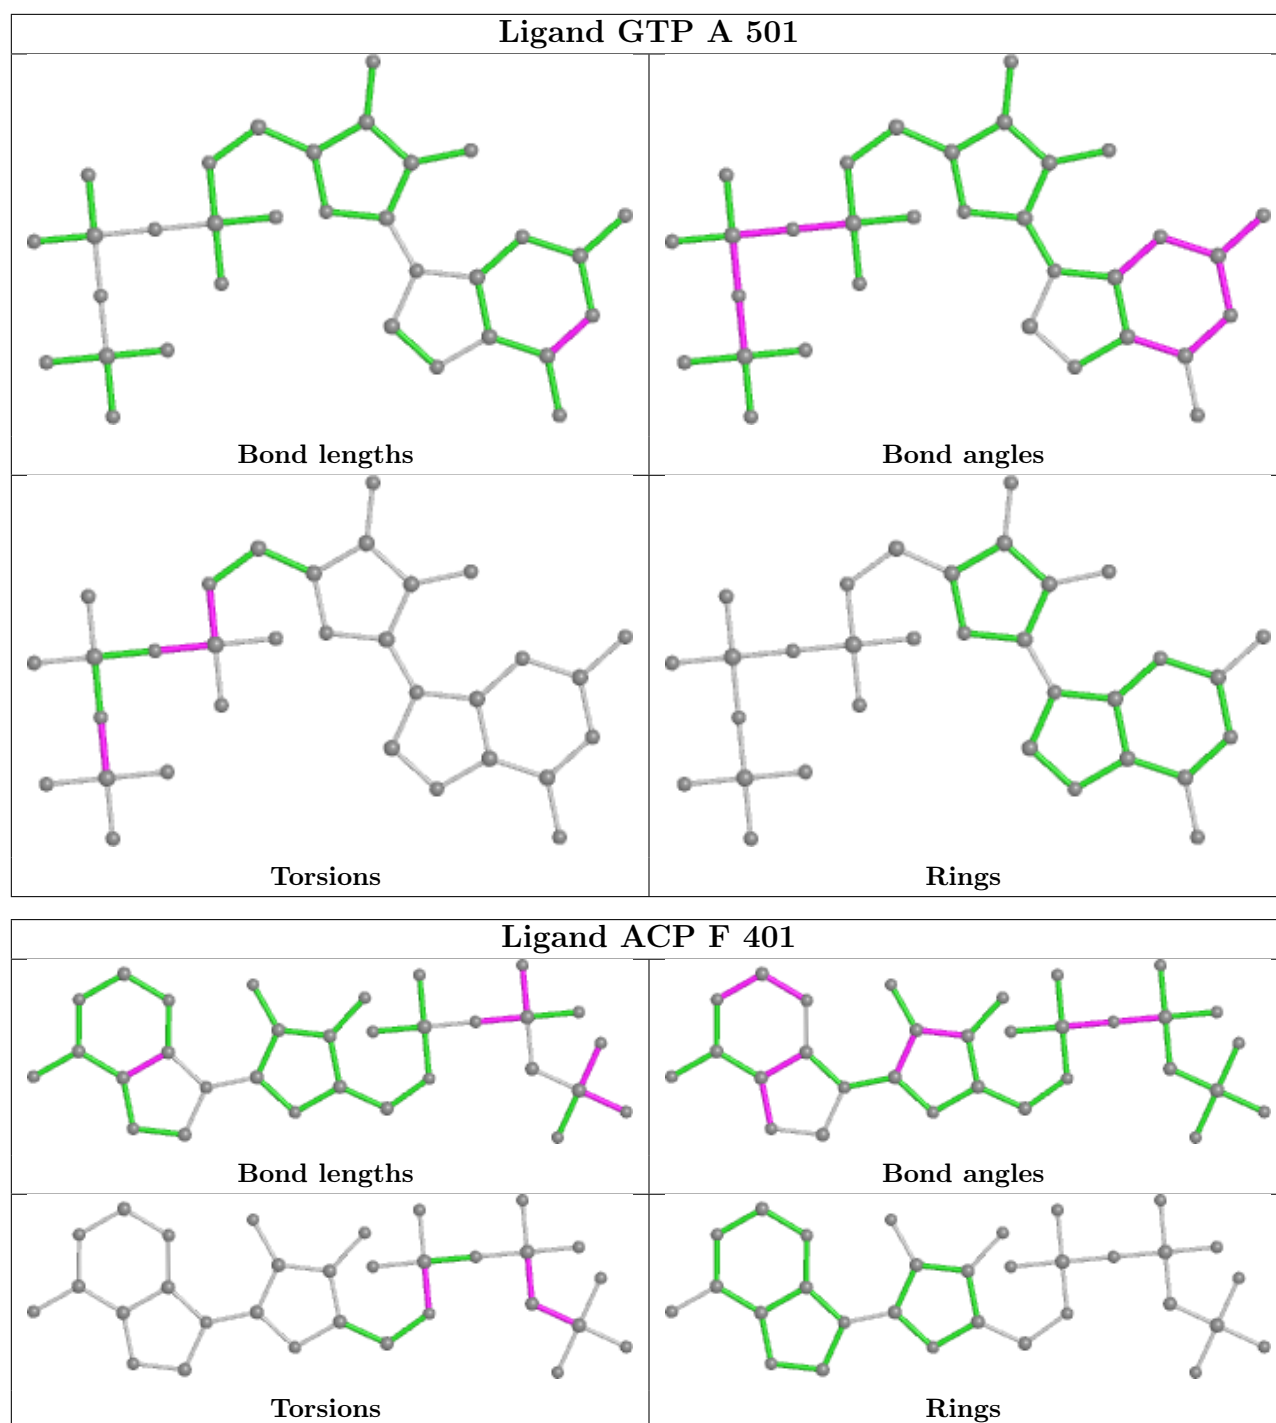 Ligand GTP A 501
Bond lengths
Bond angles
Torsions
Rings
Ligand ACP F 401
Bond lengths
Bond angles
Torsions
Rings